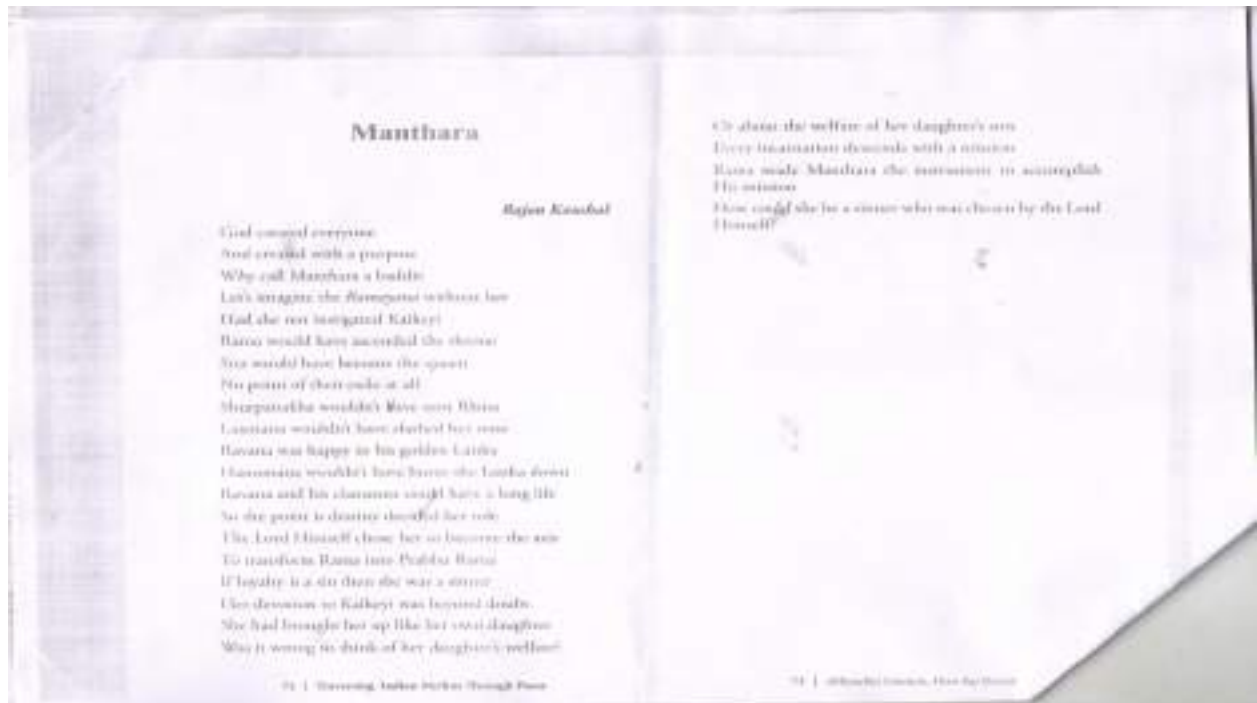 Manthara
Rajan Kaushal
God created everyone
And created with a purpose
Why call Manthara a baddie
Let's imagine the Ramayana without her
Had she not instigated Kaikeyi
Rama would have ascended the throne
Sita would have become the queen
No point of their exile at all
Shurpanakha wouldn't have seen Rama
Laxmana wouldn't have slashed her nose
Ravana was happy in his golden Lanka
Hanumana wouldn't have burnt the Lanka down
Ravana and his clansmen could have a long life
So the point is destiny decided her role
The Lord Himself chose her to become the
To transform Rama into Prabhu Rama
If loyalty is a sin then she was a sinner
Her devotion to Kaikeyi was beyond doubt
She had brought her up like her own daughter
Was it wrong to think of her daughter's welfare?
Through
Or about the welfare of her daughter's son
Every incarnation descends with a mission
Rama made Manthara the instrument to accomplish
His mission
How could she be a sinner who was chosen by the Lord
Himself?